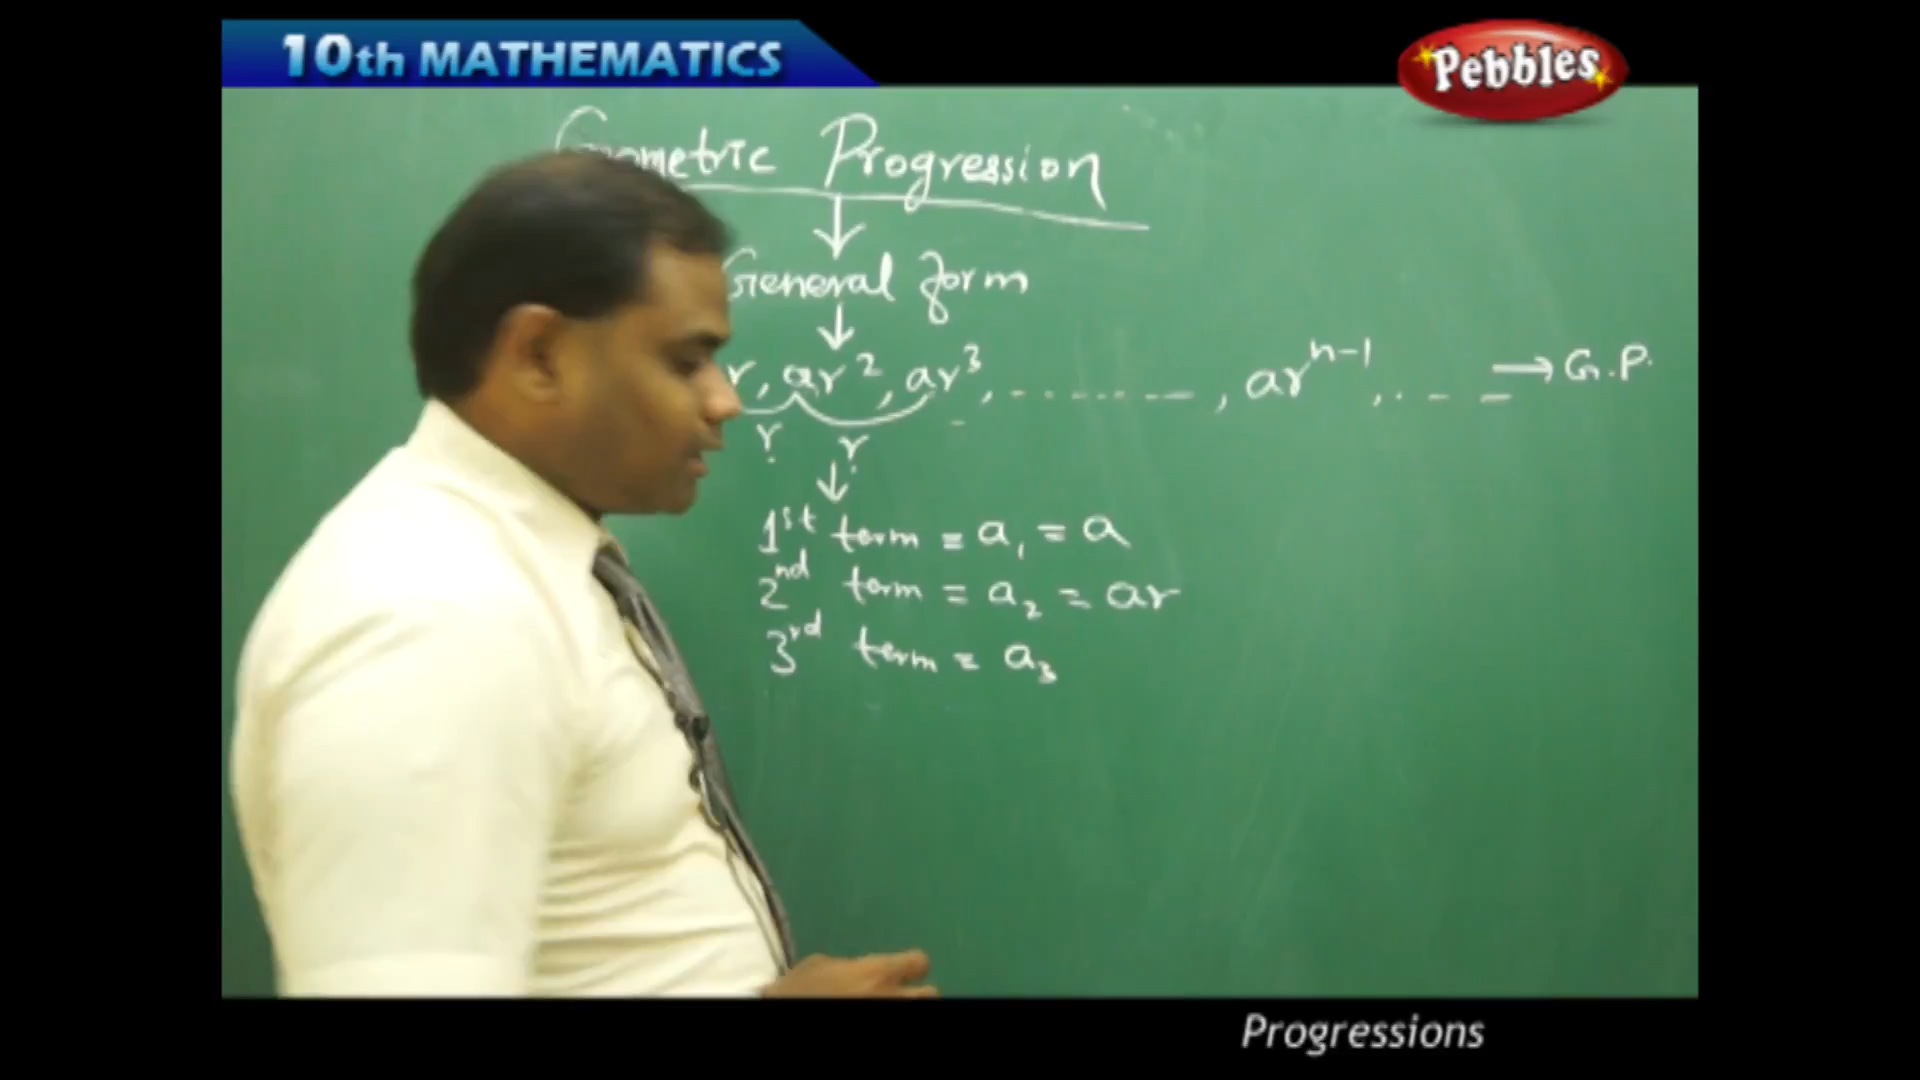 10th MATHEMATICS
Pebbles
Progression
General form
, ar², ar³, ........, arⁿ⁻¹, .... → G.P.
r r
1st term = a₁ = a
2nd term = a₂ = ar
3rd term = a₃
Progressions